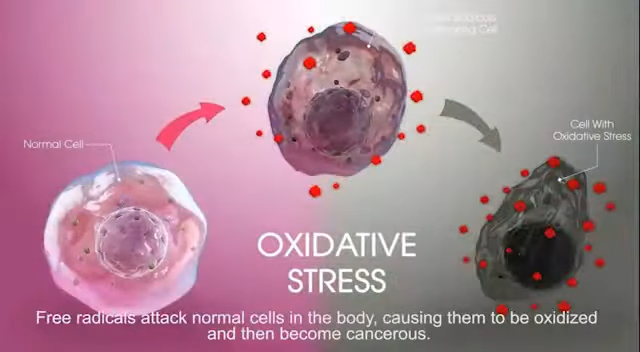 Normal Cell
Cell With
Oxidative Stress
OXIDATIVE
STRESS
Free radicals attack normal cells in the body, causing them to be oxidized
and then become cancerous.